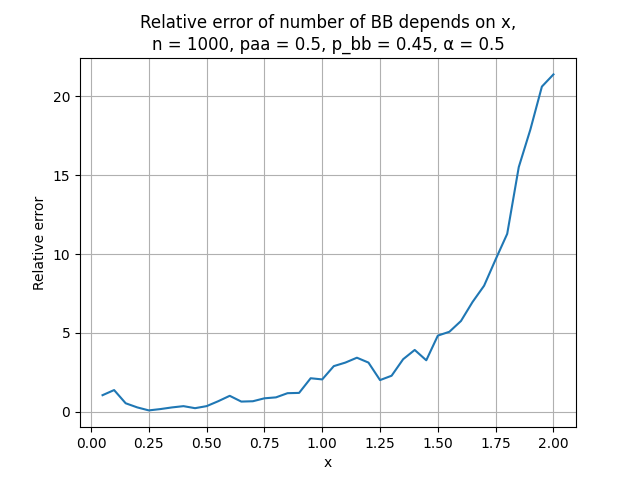 Relative error of number of BB depends on x,
n = 1000, paa = 0.5, p_bb = 0.45, α = 0.5
Relative error
20
15
10
5
0
0.00 0.25 0.50 0.75 1.00 1.25 1.50 1.75 2.00
x